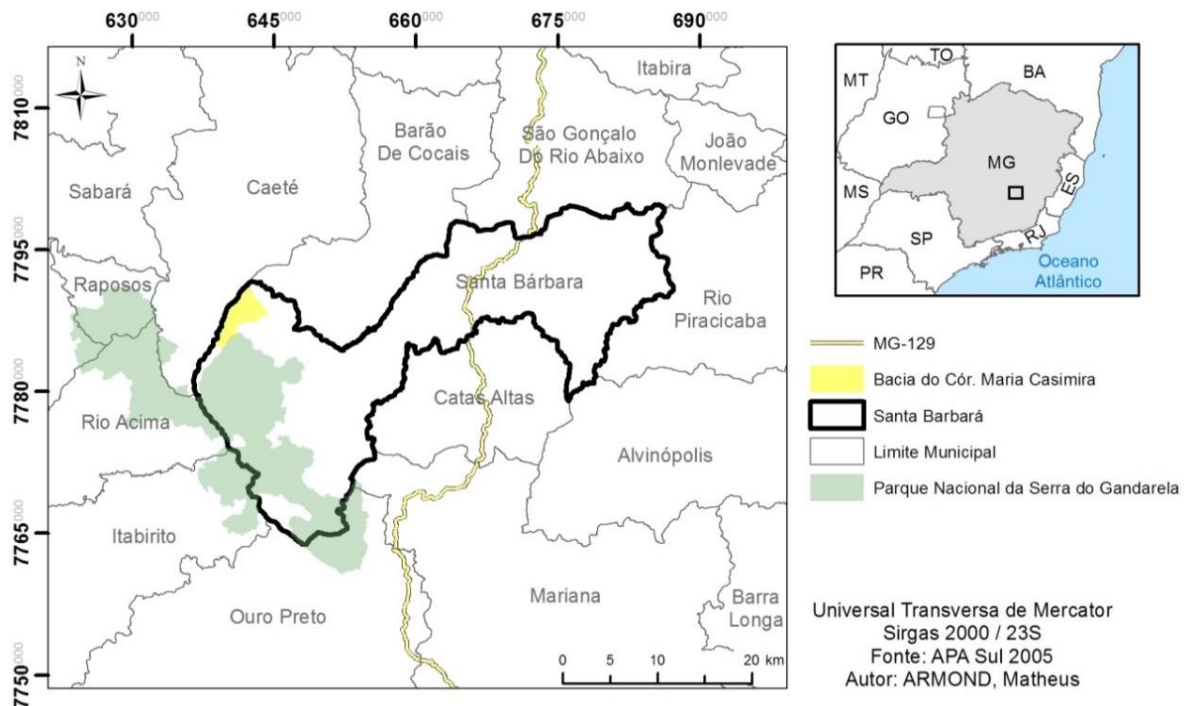 630000 645000 660000 675000 690000
7810000
7795000
7780000
7765000
7750000
N
Itabira
Barão
De Cocais
São Gonçalo
Do Rio Abaixo
João
Monlevade
Sabará
Caeté
Raposos
Santa Bárbara
Rio
Piracicaba
Rio Acima
Catas Altas
Alvinópolis
Itabirito
Ouro Preto
Mariana
Barra
Longa
0 5 10 20 km
TO
BA
MT
GO
MG
MS
ES
SP
RJ
PR
Oceano
Atlântico
MG-129
Bacia do Cór. Maria Casimira
Santa Barbará
Limite Municipal
Parque Nacional da Serra do Gandarela
Universal Transversa de Mercator
Sirgas 2000 / 23S
Fonte: APA Sul 2005
Autor: ARMOND, Matheus